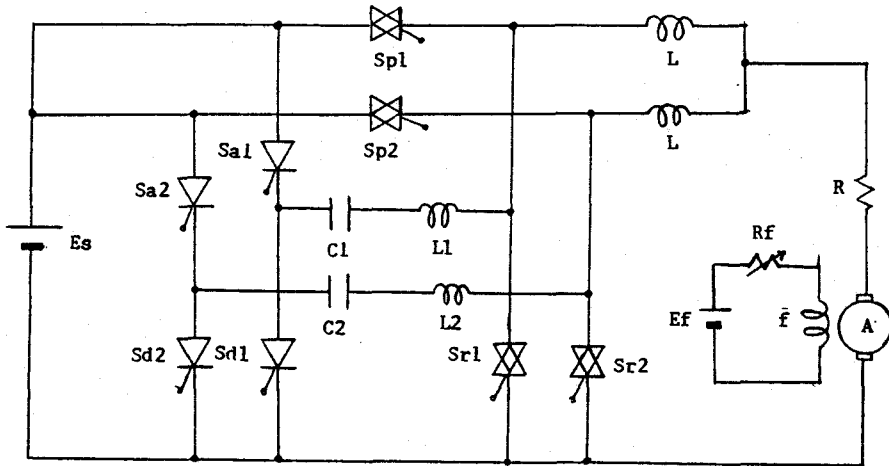 Sp1
L
Sp2
L
Sa1
Sa2
R
Es
C1
L1
Rf
C2
L2
Ef
f
A
Sd2
Sd1
Sr1
Sr2